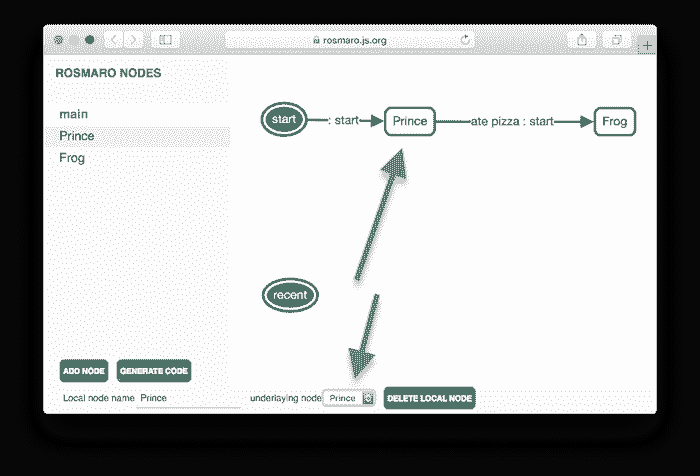 rosmaro.js.org
ROSMARO NODES
main
Prince
Frog
start
: start
Prince
ate pizza : start
Frog
recent
ADD NODE
GENERATE CODE
Local node name
Prince
underlaying node
Prince
DELETE LOCAL NODE